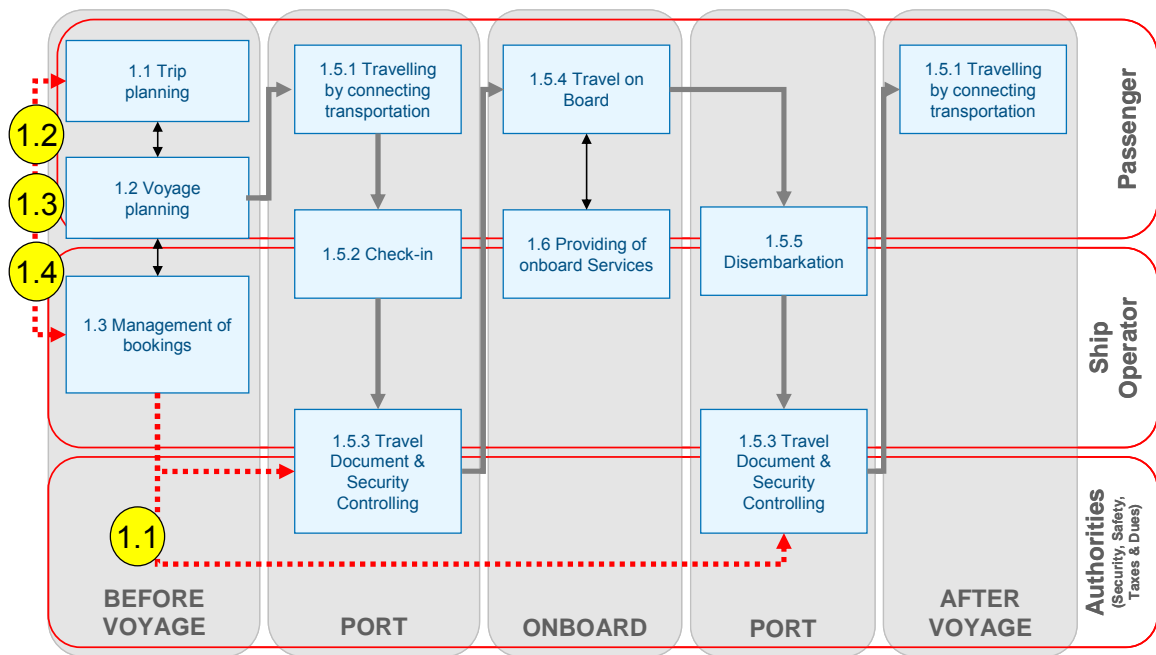 1.1 Trip
planning
1.2 Voyage
planning
1.3 Management of
bookings
1.2
1.3
1.4
1.1
BEFORE
VOYAGE
1.5.1 Travelling
by connecting
transportation
1.5.2 Check-in
1.5.3 Travel
Document &
Security
Controlling
PORT
1.5.4 Travel on
Board
1.6 Providing of
onboard Services
ONBOARD
1.5.5
Disembarkation
1.5.3 Travel
Document &
Security
Controlling
PORT
1.5.1 Travelling
by connecting
transportation
AFTER
VOYAGE
Passenger
Ship
Operator
Authorities
(Security, Safety,
Taxes & Dues)